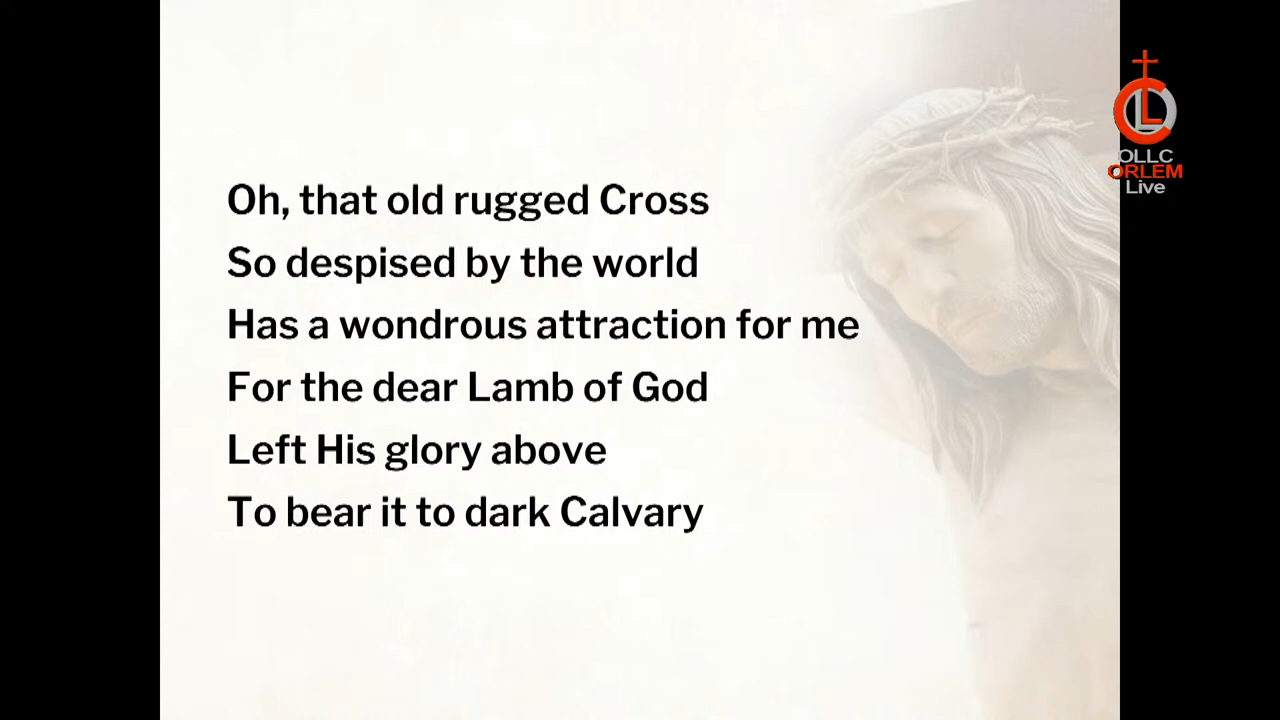 Oh, that old rugged Cross
So despised by the world
Has a wondrous attraction for me
For the dear Lamb of God
Left His glory above
To bear it to dark Calvary
OLLC
ORLEM
Live